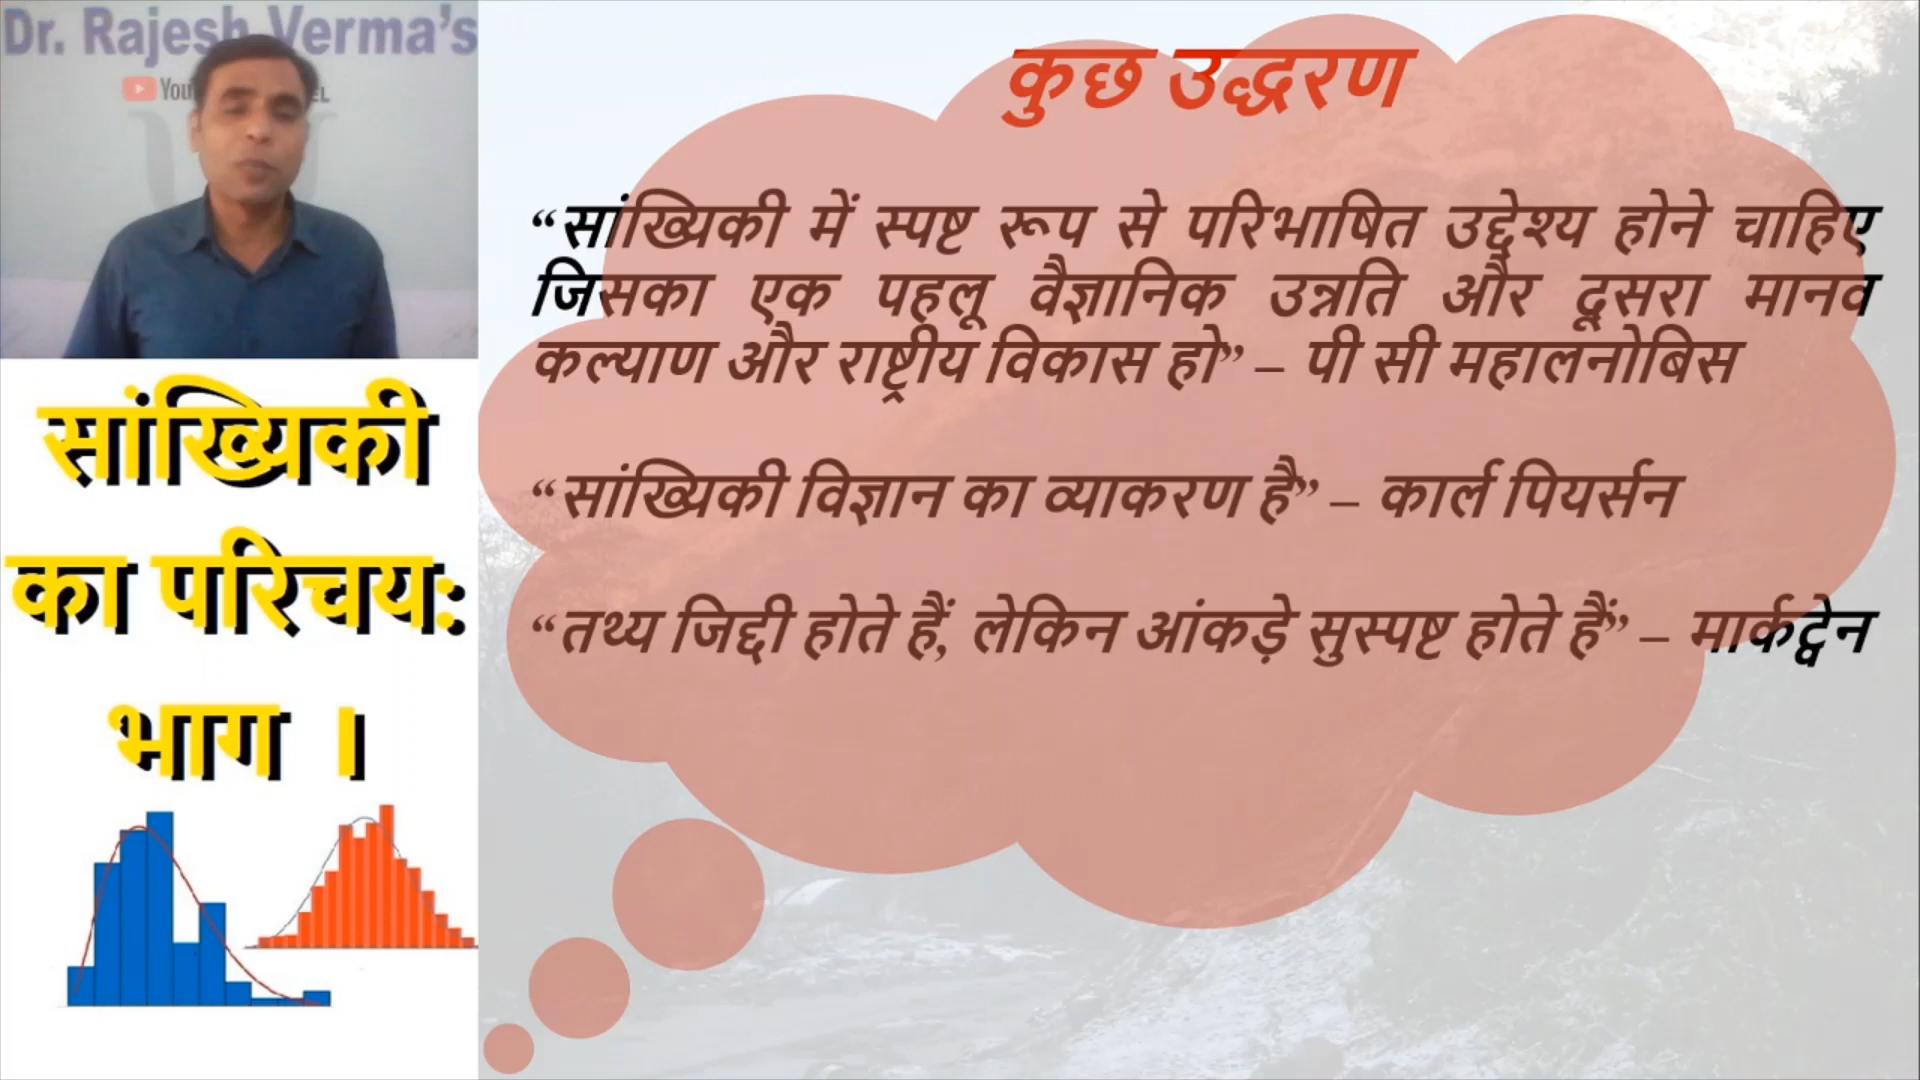 Dr. Rajesh Verma's
सांख्यिकी
का परिचय:
भाग ।
कुछ उद्धरण
“सांख्यिकी में स्पष्ट रूप से परिभाषित उद्देश्य होने चाहिए
जिसका एक पहलू वैज्ञानिक उन्नति और दूसरा मानव
कल्याण और राष्ट्रीय विकास हो” – पी सी महालनोबिस
“सांख्यिकी विज्ञान का व्याकरण है” – कार्ल पियर्सन
“तथ्य जिद्दी होते हैं, लेकिन आंकड़े सुस्पष्ट होते हैं” – मार्कट्वेन